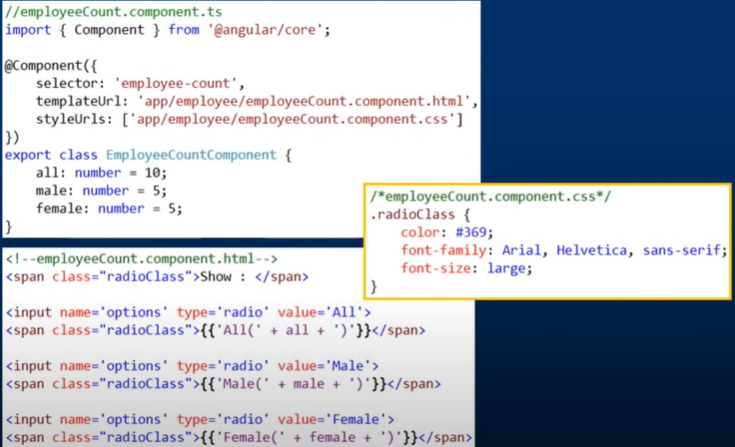 //employeeCount.component.ts
import { Component } from '@angular/core';
@Component({
selector: 'employee-count',
templateUrl: 'app/employee/employeeCount.component.html',
styleUrls: ['app/employee/employeeCount.component.css']
})
export class EmployeeCountComponent {
all: number = 10;
male: number = 5;
female: number = 5;
}
/*employeeCount.component.css*/
.radioClass {
color: #369;
font-family: Arial, Helvetica, sans-serif;
font-size: large;
}
<!--employeeCount.component.html-->
<span class="radioClass">Show : </span>
<input name='options' type='radio' value='All'>
<span class="radioClass">{{'All(' + all + ')'}}</span>
<input name='options' type='radio' value='Male'>
<span class="radioClass">{{'Male(' + male + ')'}}</span>
<input name='options' type='radio' value='Female'>
<span class="radioClass">{{'Female(' + female + ')'}}</span>